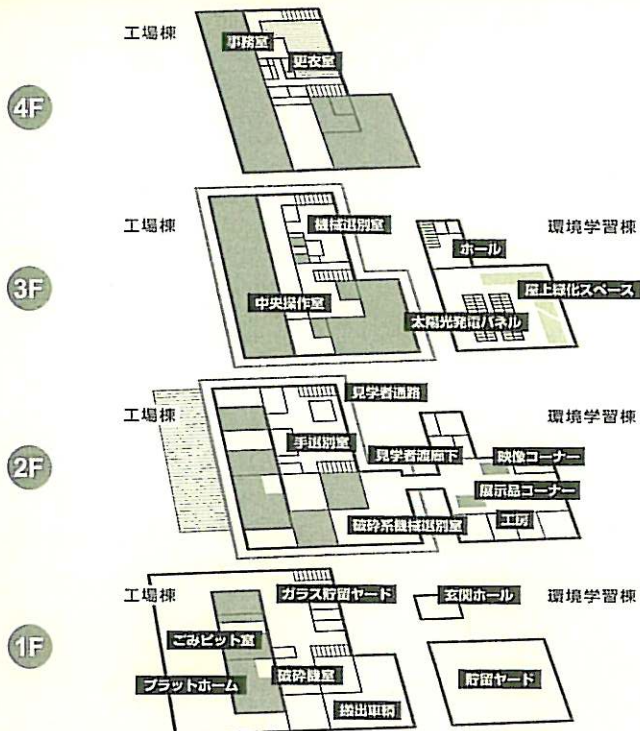 工場棟
事務室
更衣室
4F
工場棟
環境学習棟
機械選別室
ホール
屋上緑化スペース
3F
中央操作室
太陽光発電パネル
工場棟
環境学習棟
見学者通路
手選別室
見学者渡廊下
映像コーナー
2F
展示品コーナー
破砕系機械選別室
工房
工場棟
環境学習棟
ガラス貯留ヤード
玄関ホール
ごみピット室
1F
プラットホーム
破砕機室
貯留ヤード
搬出車輌